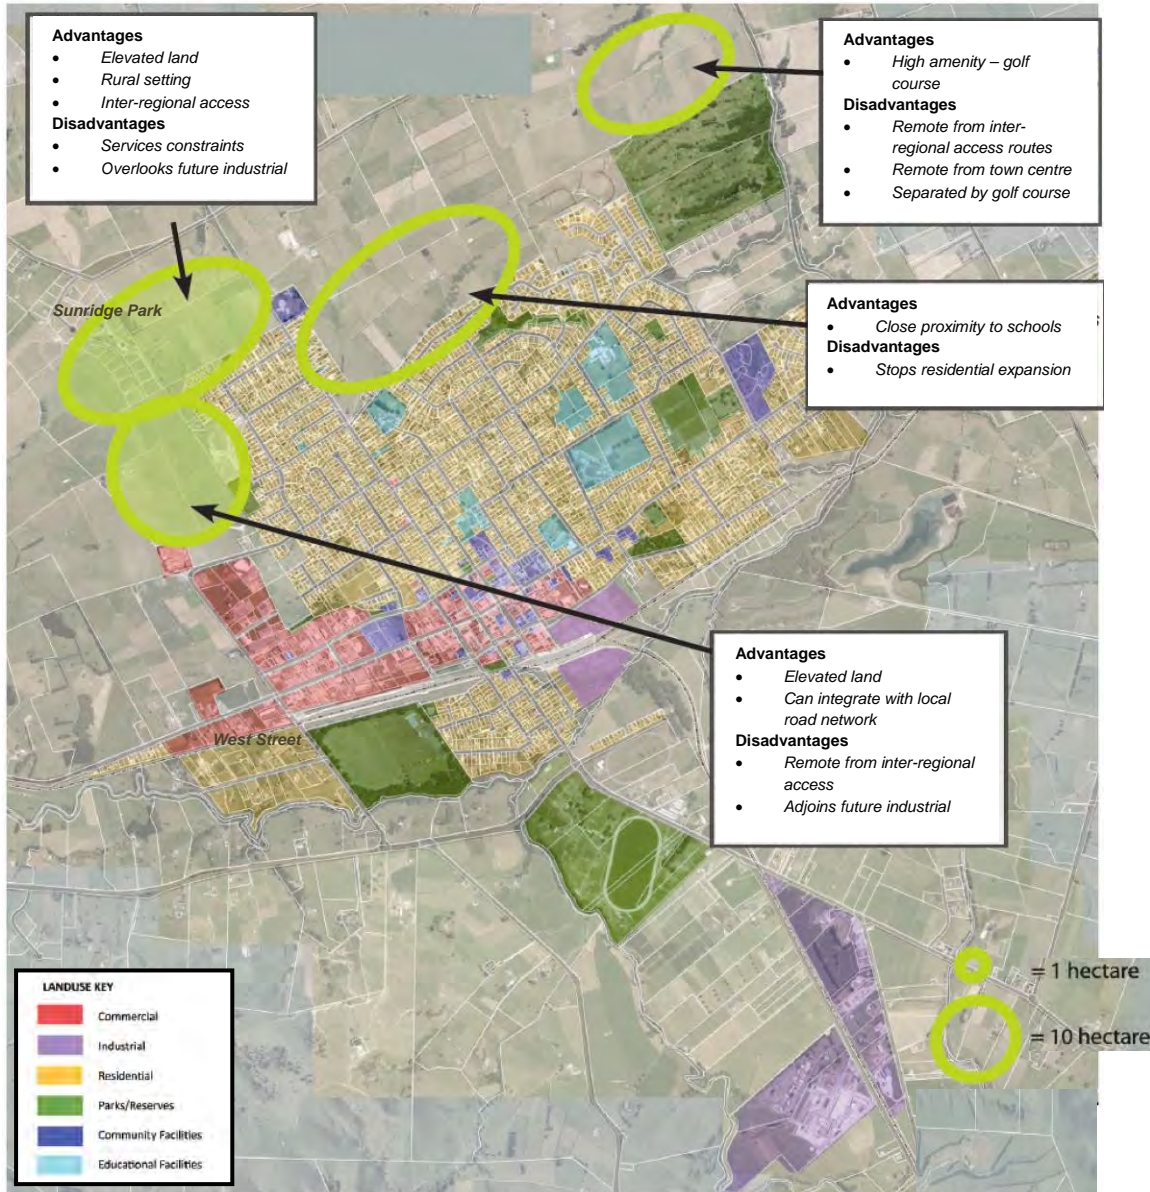 Advantages
• Elevated land
• Rural setting
• Inter-regional access
Disadvantages
• Services constraints
• Overlooks future industrial
Advantages
• High amenity – golf
course
Disadvantages
• Remote from inter-
regional access routes
• Remote from town centre
• Separated by golf course
Sunridge Park
Advantages
• Close proximity to schools
Disadvantages
• Stops residential expansion
Advantages
• Elevated land
• Can integrate with local
road network
Disadvantages
• Remote from inter-regional
access
• Adjoins future industrial
West Street
LANDUSE KEY
Commercial
Industrial
Residential
Parks/Reserves
Community Facilities
Educational Facilities
= 1 hectare
= 10 hectare